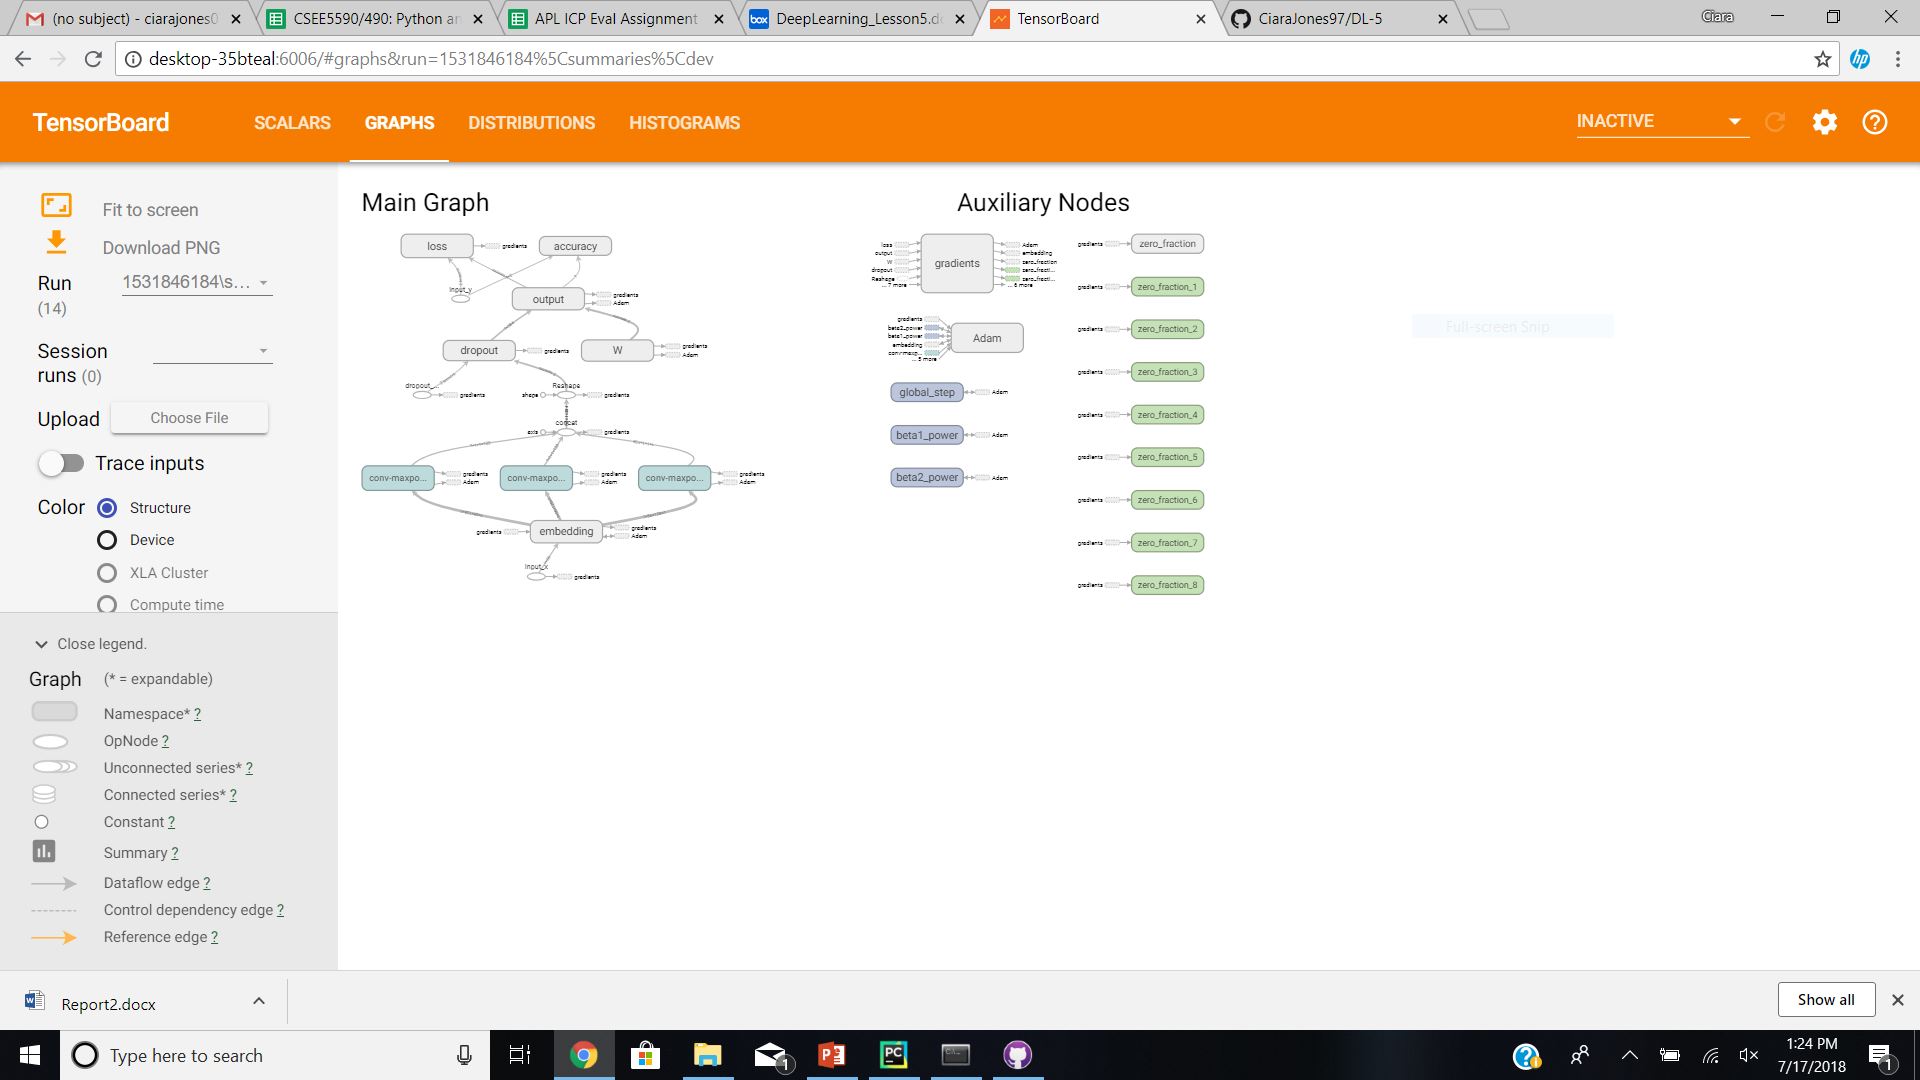 (no subject) - ciarajones0
CSEE5590/490: Python an
APL ICP Eval Assignment
DeepLearning_Lesson5.do
TensorBoard
CiaraJones97/DL-5
Ciara
desktop-35bteal:6006/#graphs&run=1531846184%5Csummaries%5Cdev
TensorBoard
SCALARS
GRAPHS
DISTRIBUTIONS
HISTOGRAMS
INACTIVE
Fit to screen
Download PNG
Run
(14)
1531846184\s...
Session
runs (0)
Upload
Choose File
Trace inputs
Color
Structure
Device
XLA Cluster
Compute time
Close legend.
Graph
(* = expandable)
Namespace* ?
OpNode ?
Unconnected series* ?
Connected series* ?
Constant ?
Summary ?
Dataflow edge ?
Control dependency edge ?
Reference edge ?
Main Graph
loss
gradients
accuracy
input_y
output
gradients
Adam
dropout
gradients
W
gradients
Adam
dropout_...
gradients
Reshape
shape
gradients
concat
axis
gradients
conv-maxpo...
gradients
Adam
conv-maxpo...
gradients
Adam
conv-maxpo...
gradients
Adam
gradients
embedding
gradients
Adam
input_x
gradients
Auxiliary Nodes
loss
output
W
dropout
Reshape
... 7 more
gradients
Adam
embedding
zero_fraction
zero_fracti...
zero_fracti...
... 6 more
gradients
beta2_power
beta1_power
embedding
conv-maxp...
... 5 more
Adam
global_step
Adam
beta1_power
Adam
beta2_power
Adam
gradients
zero_fraction
gradients
zero_fraction_1
gradients
zero_fraction_2
gradients
zero_fraction_3
gradients
zero_fraction_4
gradients
zero_fraction_5
gradients
zero_fraction_6
gradients
zero_fraction_7
gradients
zero_fraction_8
Full-screen Snip
Report2.docx
Show all
Type here to search
1:24 PM
7/17/2018